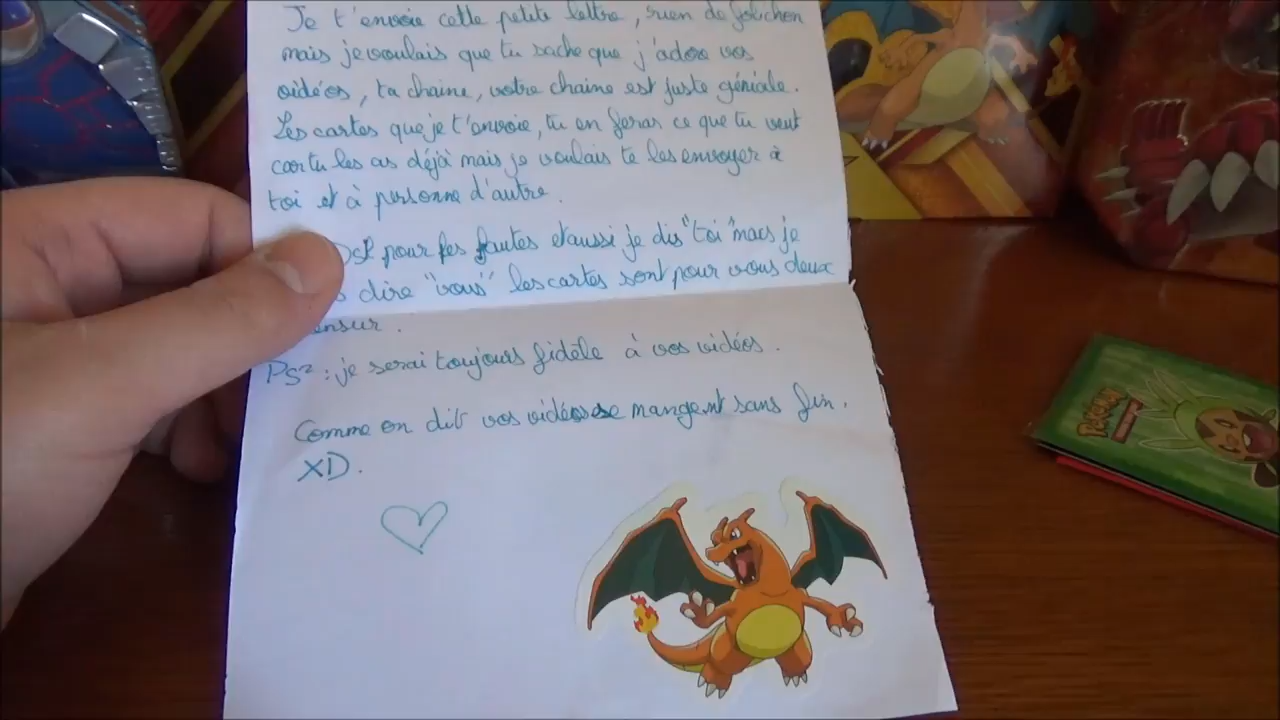 Je t'envoie cette petite lettre, rien de folichon
mais je voulais que tu sache que j'adore vos
vidéos, ta chaine, votre chaine est juste géniale.
Les cartes que je t'envoie, tu en feras ce que tu veut
car tu les as déjà mais je voulais te les envoyer à
toi et à personne d'autre.
pour les fautes et aussi je dis "toi" mais je
dire "vous" les cartes sont pour vous deux
ensur.
PS²: je serai toujours fidèle à vos vidéos.
Comme on dit vos vidéos se mangent sans fin.
XD.
POKÉMON